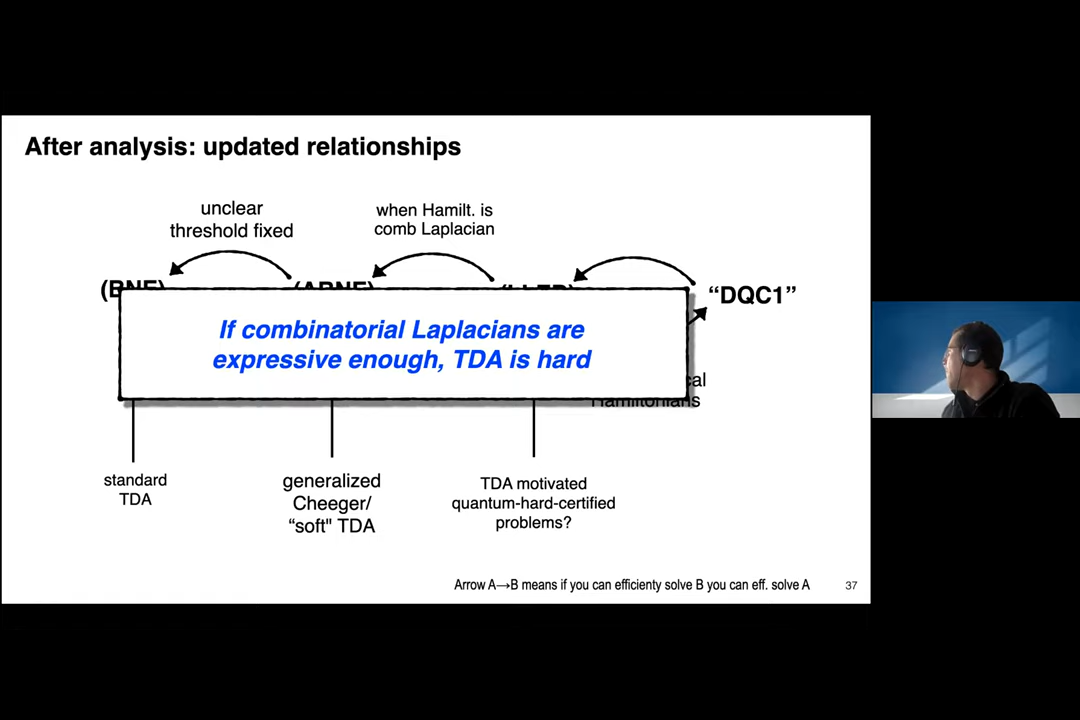 After analysis: updated relationships
unclear
threshold fixed
when Hamilt. is
comb Laplacian
“DQC1”
If combinatorial Laplacians are
expressive enough, TDA is hard
Hamiltonians
standard
TDA
generalized
Cheeger/
“soft" TDA
TDA motivated
quantum-hard-certified
problems?
Arrow A→B means if you can efficienty solve B you can eff. solve A
37